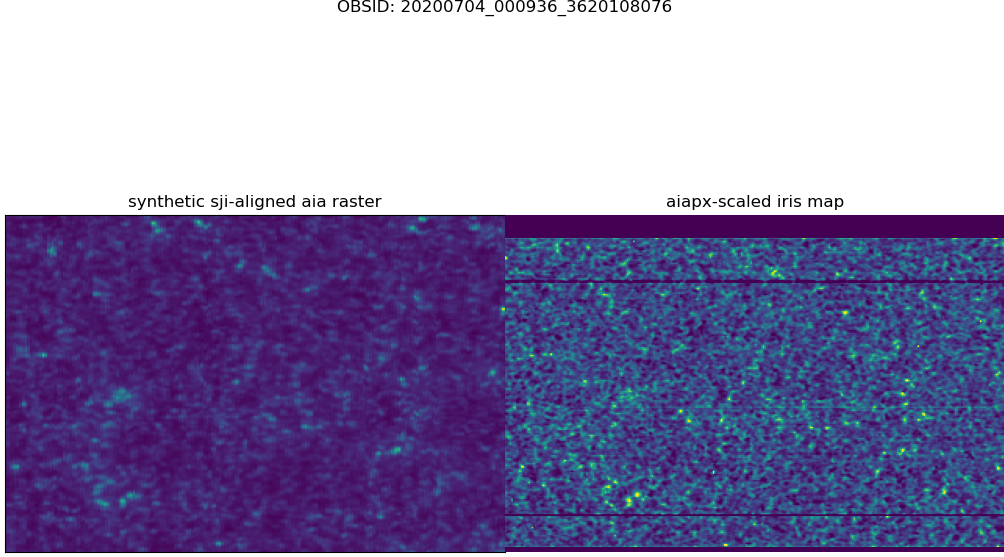 OBSID: 20200704_000936_3620108076
synthetic sji-aligned aia raster
aiapx-scaled iris map